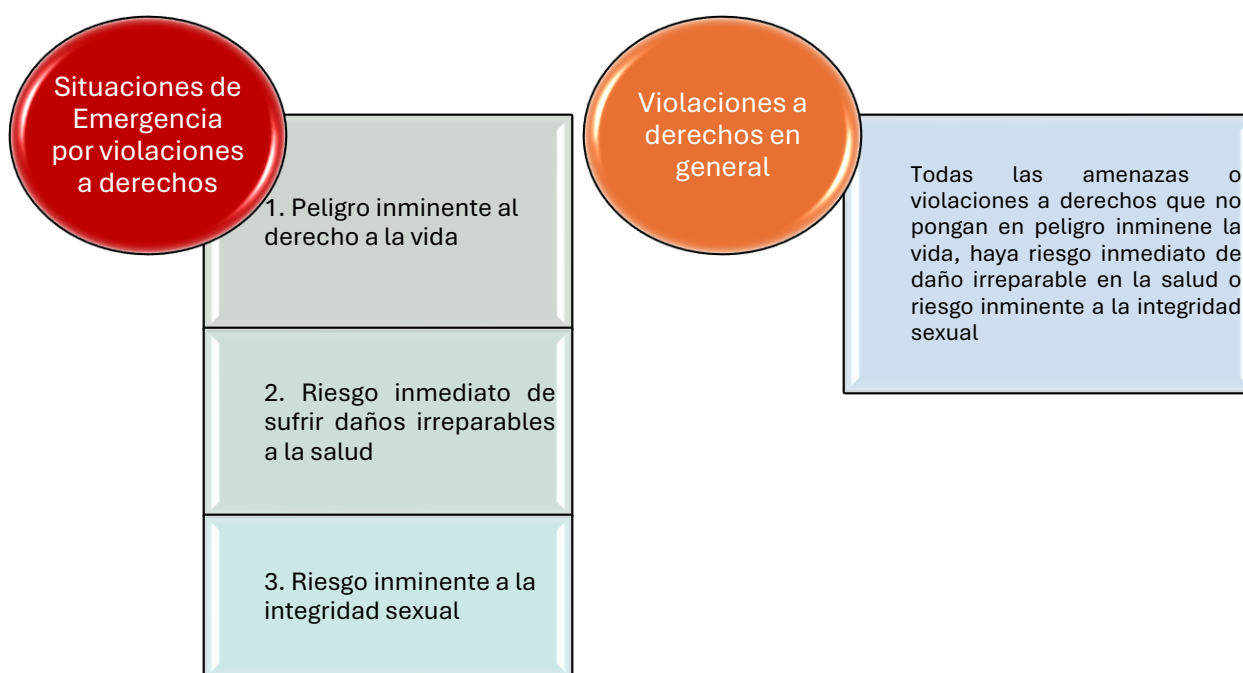 Situaciones de
Emergencia
por violaciones
a derechos
1. Peligro inminente al
derecho a la vida
2. Riesgo inmediato de
sufrir daños irreparables
a la salud
3. Riesgo inminente a la
integridad sexual
Violaciones a
derechos en
general
Todas las amenazas o
violaciones a derechos que no
pongan en peligro inminene la
vida, haya riesgo inmediato de
daño irreparable en la salud o
riesgo inminente a la integridad
sexual